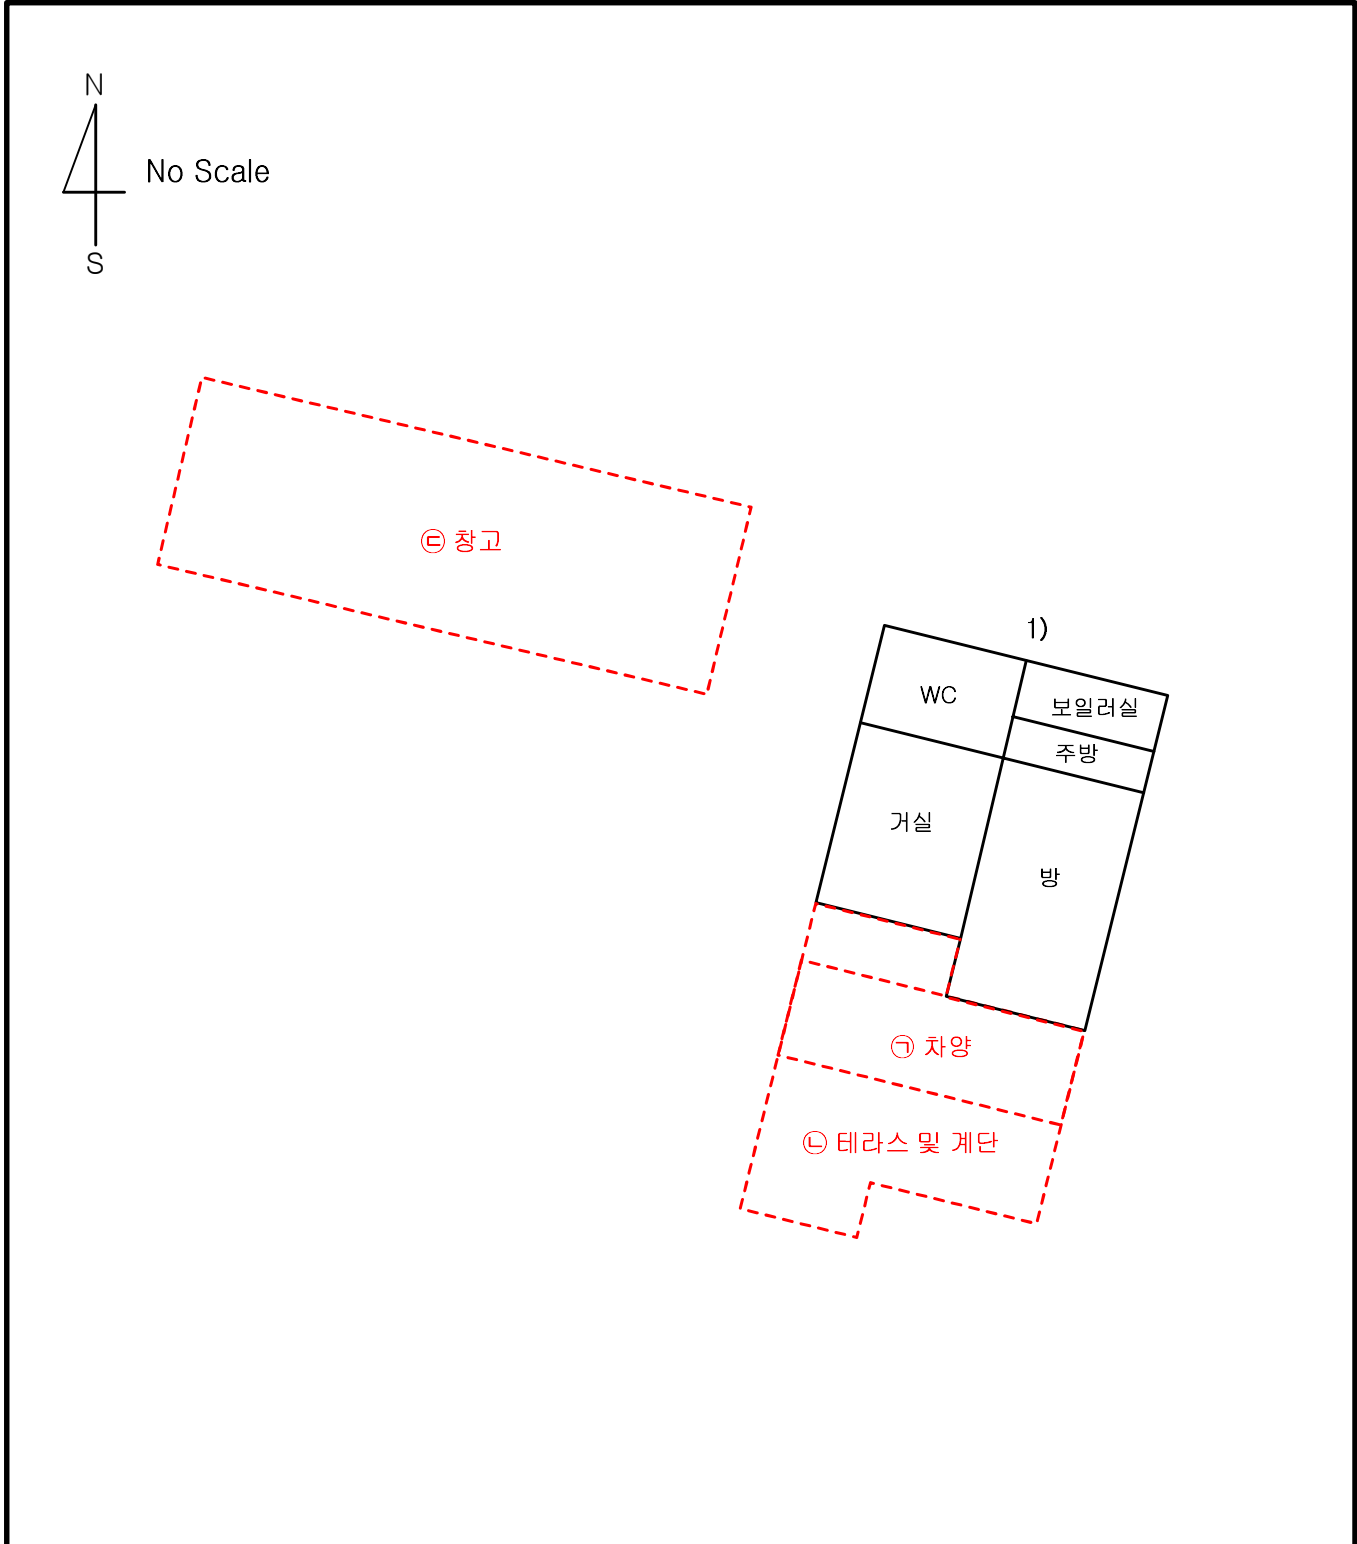 N
No Scale
S
㉢ 창고
1)
WC
보일러실
주방
거실
방
㉠ 차양
㉡ 테라스 및 계단